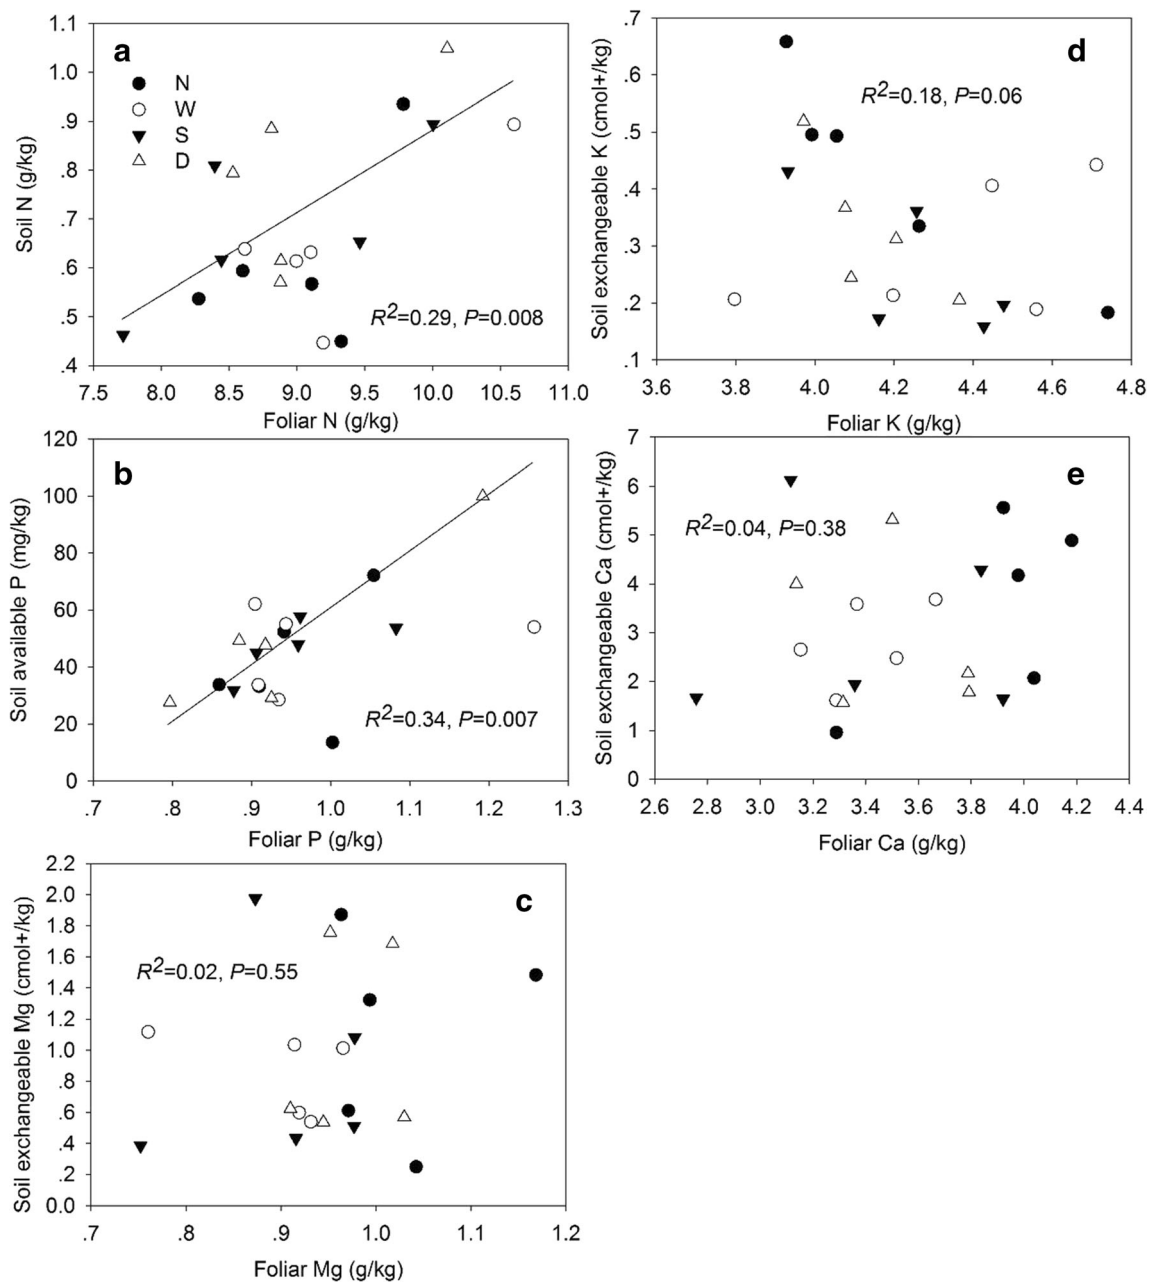 a
N
W
S
D
R2=0.29, P=0.008
1.1
1.0
.9
.8
.7
.6
.5
.4
Soil N (g/kg)
7.5 8.0 8.5 9.0 9.5 10.0 10.5 11.0
Foliar N (g/kg)
d
R2=0.18, P=0.06
.7
.6
.5
.4
.3
.2
.1
Soil exchangeable K (cmol+/kg)
3.6 3.8 4.0 4.2 4.4 4.6 4.8
Foliar K (g/kg)
b
R2=0.34, P=0.007
120
100
80
60
40
20
0
Soil available P (mg/kg)
.7 .8 .9 1.0 1.1 1.2 1.3
Foliar P (g/kg)
e
R2=0.04, P=0.38
7
6
5
4
3
2
1
0
Soil exchangeable Ca (cmol+/kg)
2.6 2.8 3.0 3.2 3.4 3.6 3.8 4.0 4.2 4.4
Foliar Ca (g/kg)
c
R2=0.02, P=0.55
2.2
2.0
1.8
1.6
1.4
1.2
1.0
.8
.6
.4
.2
0.0
Soil exchangeable Mg (cmol+/kg)
.7 .8 .9 1.0 1.1 1.2
Foliar Mg (g/kg)